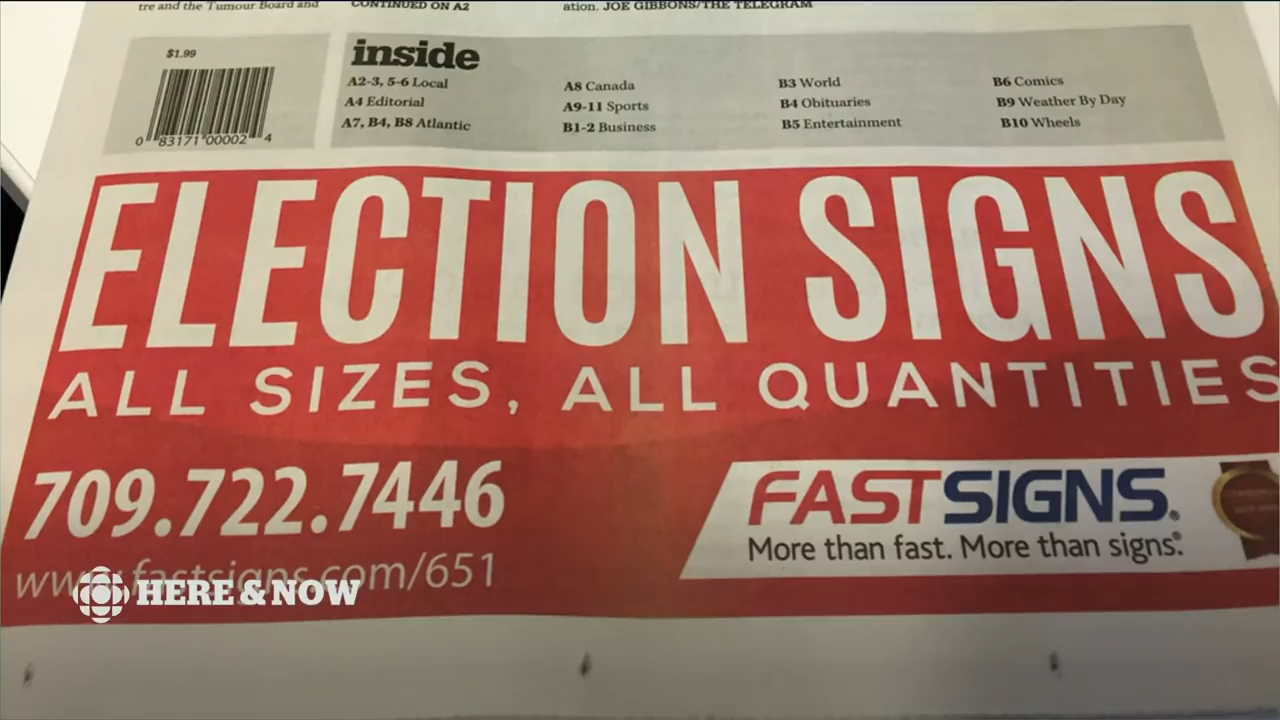 tre and the Tumour Board and
CONTINUED ON A2
ation. JOE GIBBONS/THE TELEGRAM
$1.99
0 83171 00002 4
inside
A2-3, 5-6 Local
A4 Editorial
A7, B4, B8 Atlantic
A8 Canada
A9-11 Sports
B1-2 Business
B3 World
B4 Obituaries
B5 Entertainment
B6 Comics
B9 Weather By Day
B10 Wheels
ELECTION SIGNS
ALL SIZES, ALL QUANTITIES
709.722.7446
www.fastsigns.com/651
FASTSIGNS.®
More than fast. More than signs.®
HERE & NOW